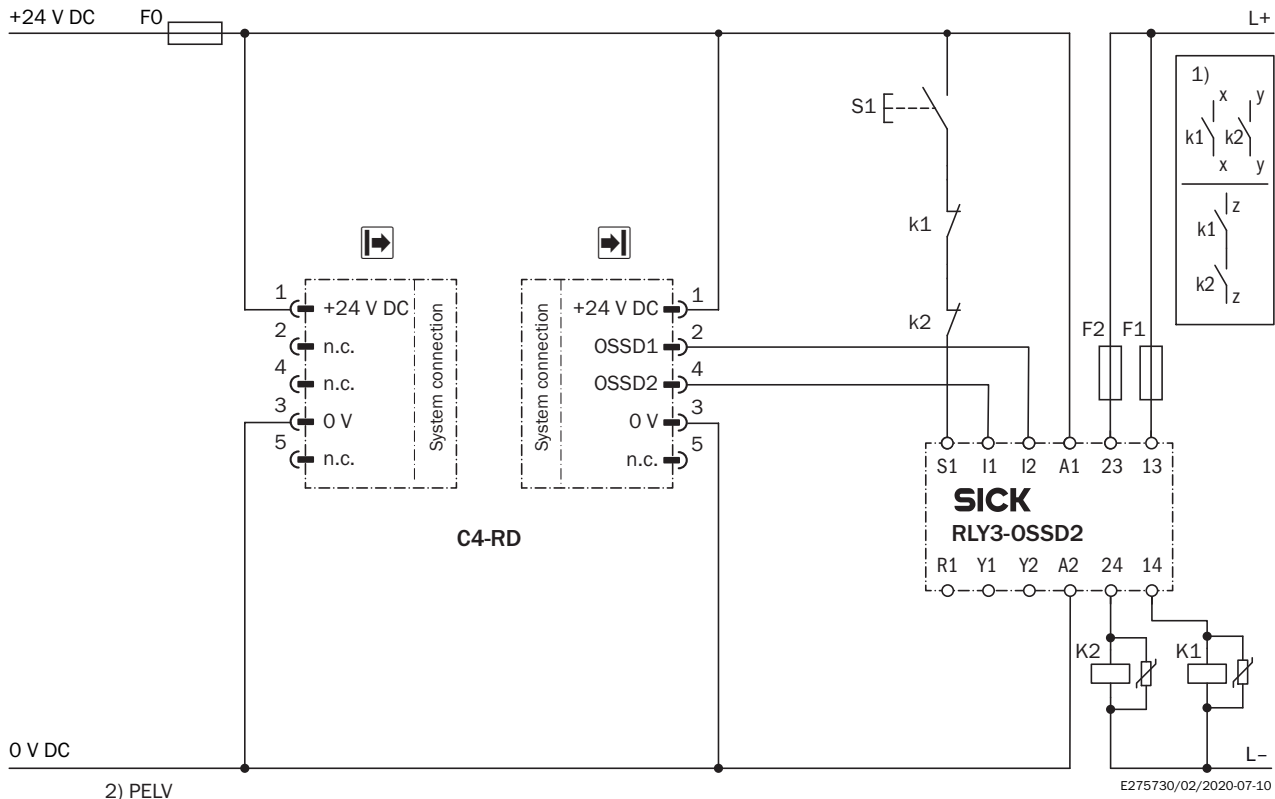 +24 V DC F0 L+
1)
x y
k1 k2
x y
z
k1
k2
z
S1
k1
k2
F2 F1
1 +24 V DC
2 n.c.
4 n.c.
3 0 V
5 n.c.
System connection
System connection
+24 V DC 1
OSSD1 2
OSSD2 4
0 V 3
n.c. 5
C4-RD
S1 I1 I2 A1 23 13
SICK
RLY3-OSSD2
R1 Y1 Y2 A2 24 14
K2 K1
0 V DC L–
2) PELV
E275730/02/2020-07-10